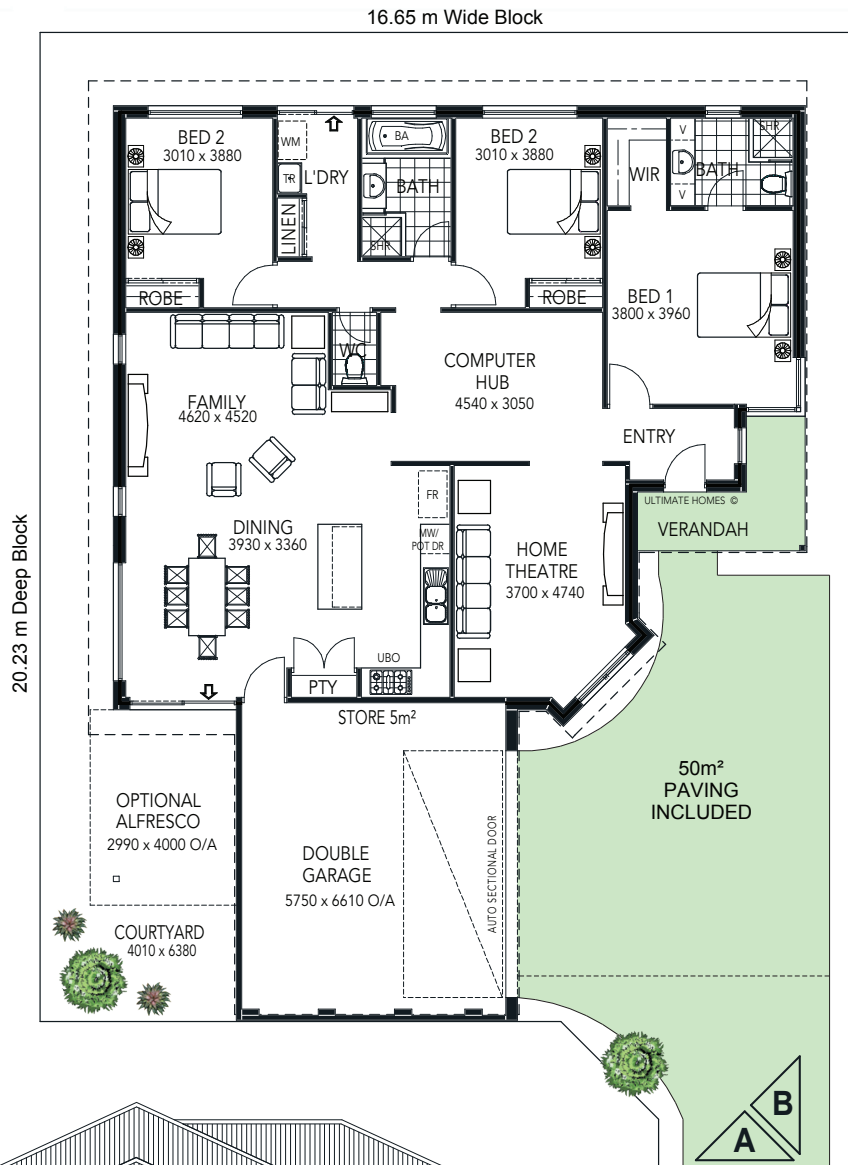 16.65 m Wide Block
20.23 m Deep Block
BED 2
3010 x 3880
WM
TR
L'DRY
LINEN
BA
BATH
SHR
BED 2
3010 x 3880
WIR
V
V
BATH
SHR
ROBE
ROBE
BED 1
3800 x 3960
WC
FAMILY
4620 x 4520
COMPUTER
HUB
4540 x 3050
ENTRY
ULTIMATE HOMES ©
VERANDAH
FR
MW/
POT DR
DINING
3930 x 3360
HOME
THEATRE
3700 x 4740
UBO
PTY
STORE 5m²
OPTIONAL
ALFRESCO
2990 x 4000 O/A
DOUBLE
GARAGE
5750 x 6610 O/A
AUTO SECTIONAL DOOR
50m²
PAVING
INCLUDED
COURTYARD
4010 x 6380
B
A